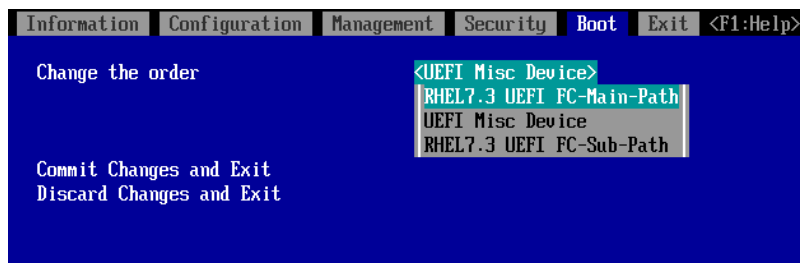 Information Configuration Management Security Boot Exit <F1:Help>
Change the order <UEFI Misc Device>
RHEL7.3 UEFI FC-Main-Path
UEFI Misc Device
RHEL7.3 UEFI FC-Sub-Path
Commit Changes and Exit
Discard Changes and Exit